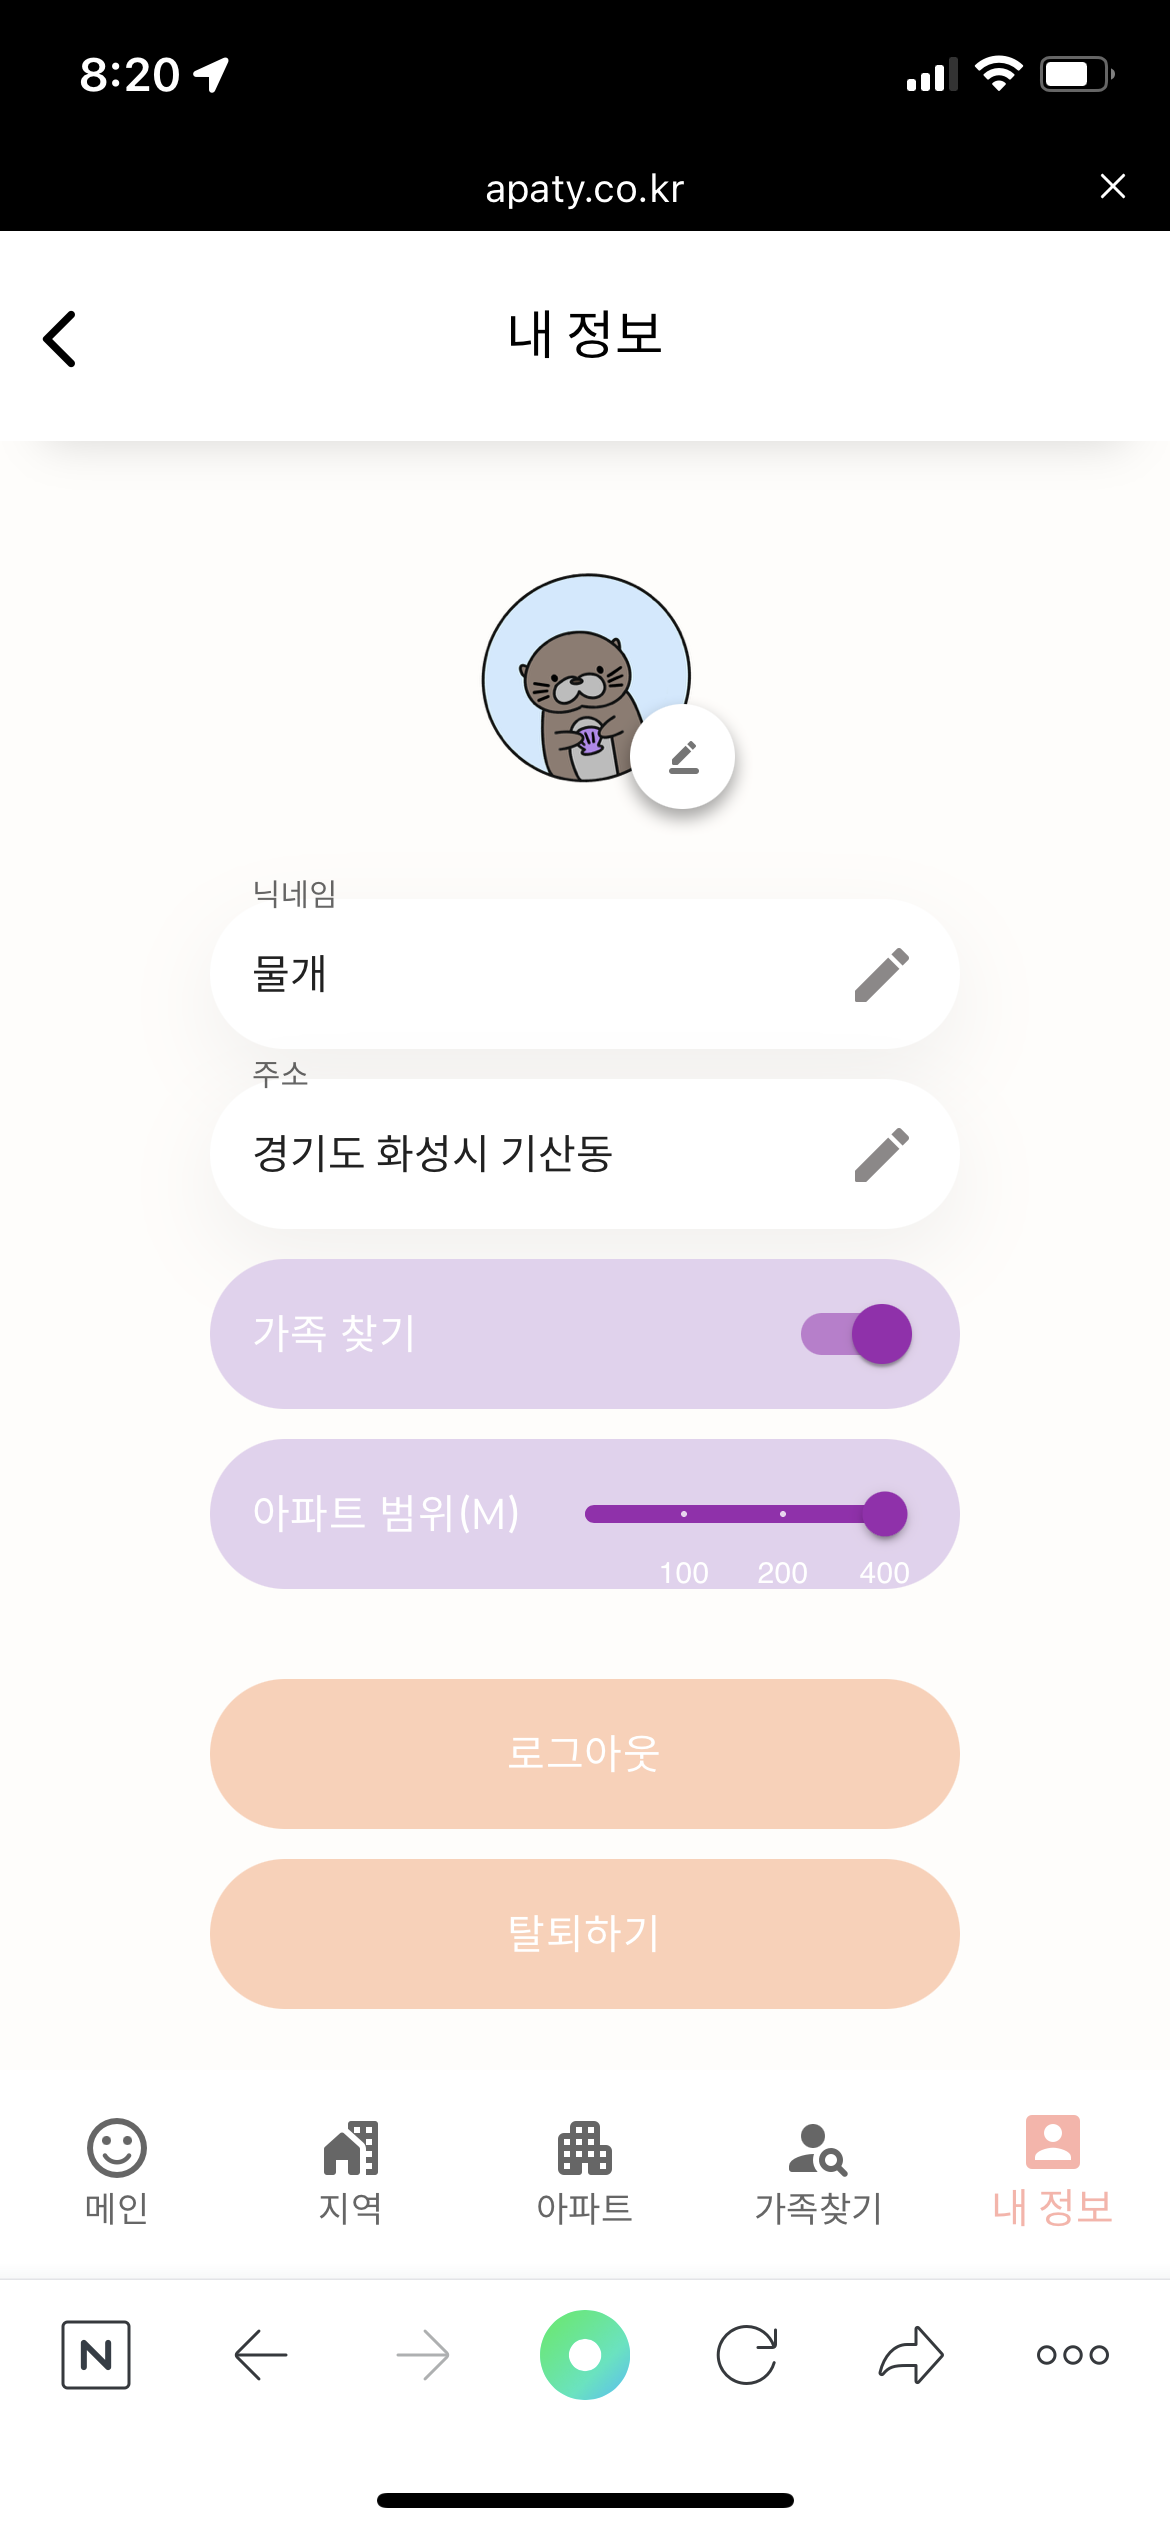 8:20
apaty.co.kr
내 정보
닉네임
물개
주소
경기도 화성시 기산동
가족 찾기
아파트 범위(M)
100 200 400
로그아웃
탈퇴하기
메인 지역 아파트 가족찾기 내 정보
N